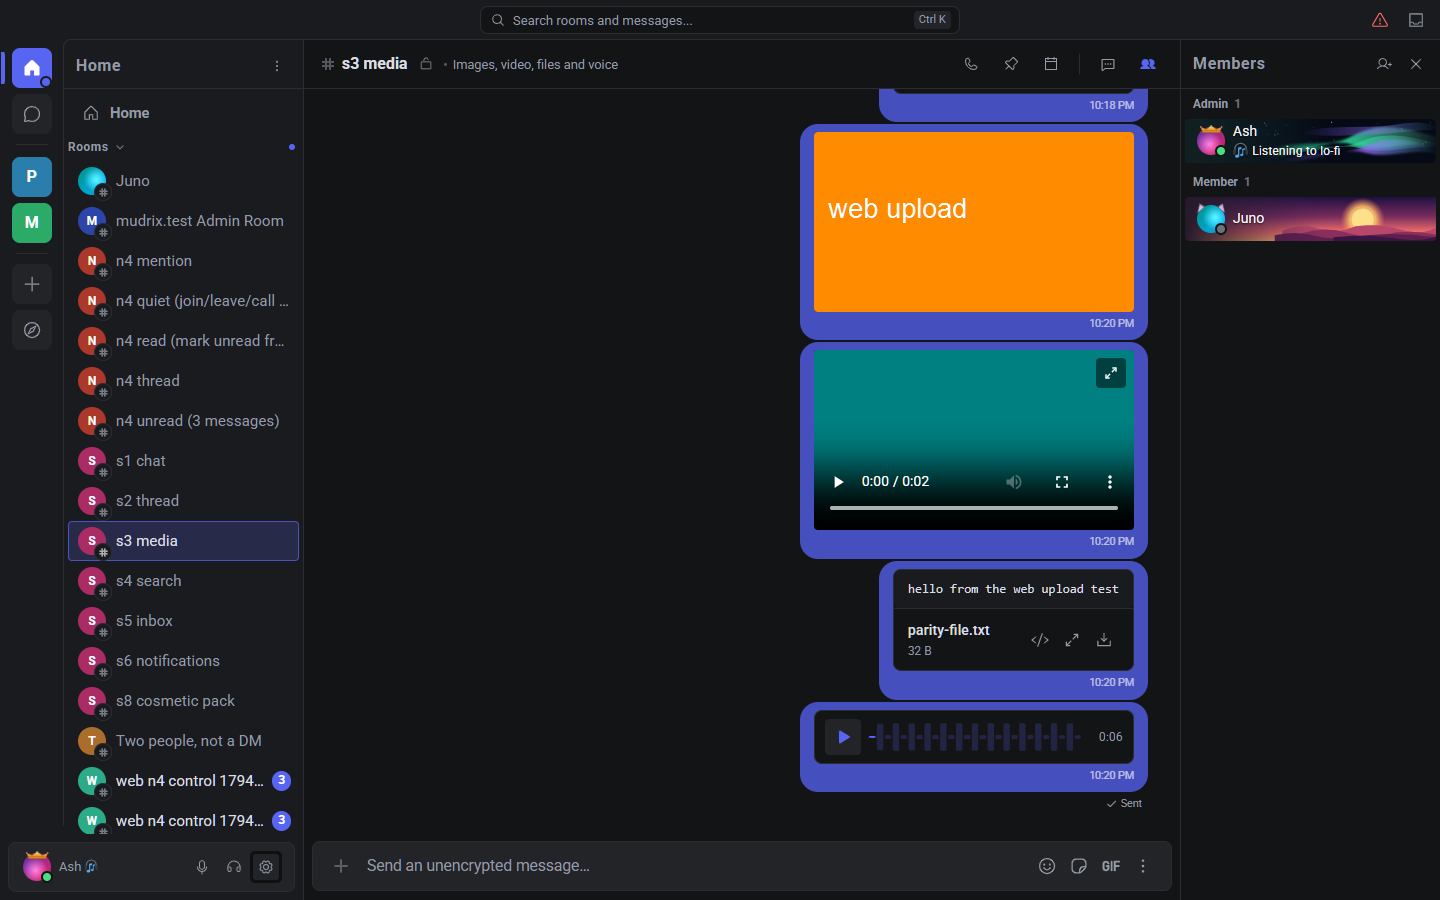 Search rooms and messages...
Ctrl K
Home
Home
Rooms
Juno
M
mudrix.test Admin Room
N
n4 mention
N
n4 quiet (join/leave/call ...
N
n4 read (mark unread fr...
N
n4 thread
N
n4 unread (3 messages)
S
s1 chat
S
s2 thread
S
s3 media
S
s4 search
S
s5 inbox
S
s6 notifications
S
s8 cosmetic pack
T
Two people, not a DM
W
web n4 control 1794...
3
W
web n4 control 1794...
3
P
M
Ash
s3 media
• Images, video, files and voice
10:18 PM
web upload
10:20 PM
0:00 / 0:02
10:20 PM
hello from the web upload test
parity-file.txt
32 B
10:20 PM
0:06
10:20 PM
Sent
Send an unencrypted message...
GIF
Members
Admin 1
Ash
Listening to lo-fi
Member 1
Juno